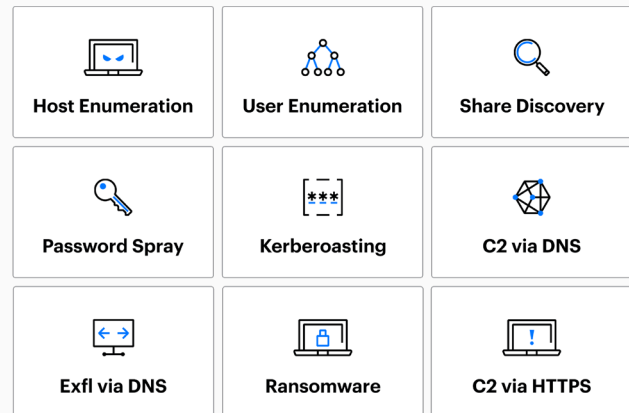 Host Enumeration
User Enumeration
Share Discovery
Password Spray
***
Kerberoasting
C2 via DNS
Exfl via DNS
Ransomware
!
C2 via HTTPS